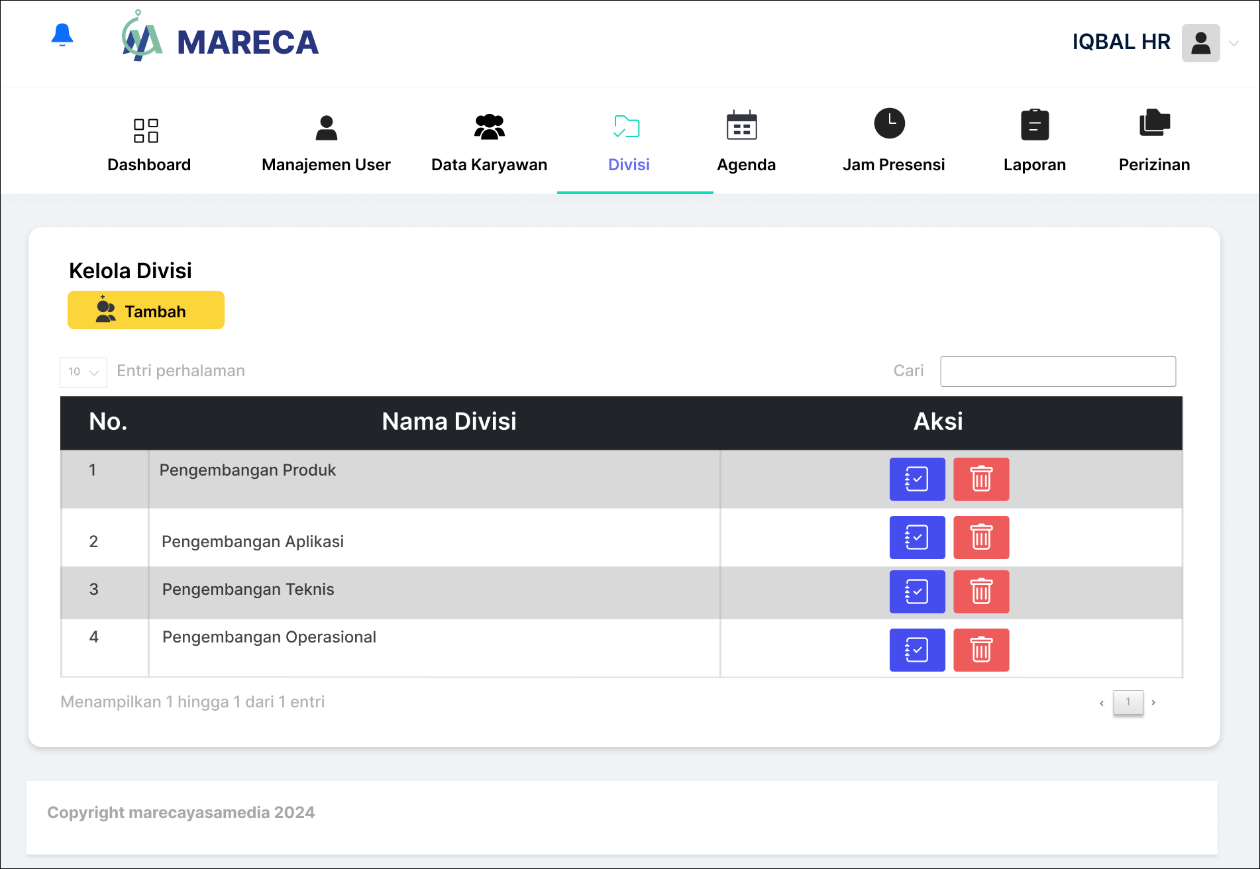 MARECA
IQBAL HR
Dashboard
Manajemen User
Data Karyawan
Divisi
Agenda
Jam Presensi
Laporan
Perizinan
Kelola Divisi
Tambah
10 Entri perhalaman
Cari
No. Nama Divisi Aksi
1 Pengembangan Produk
2 Pengembangan Aplikasi
3 Pengembangan Teknis
4 Pengembangan Operasional
Menampilkan 1 hingga 1 dari 1 entri
‹ 1 ›
Copyright marecayasamedia 2024